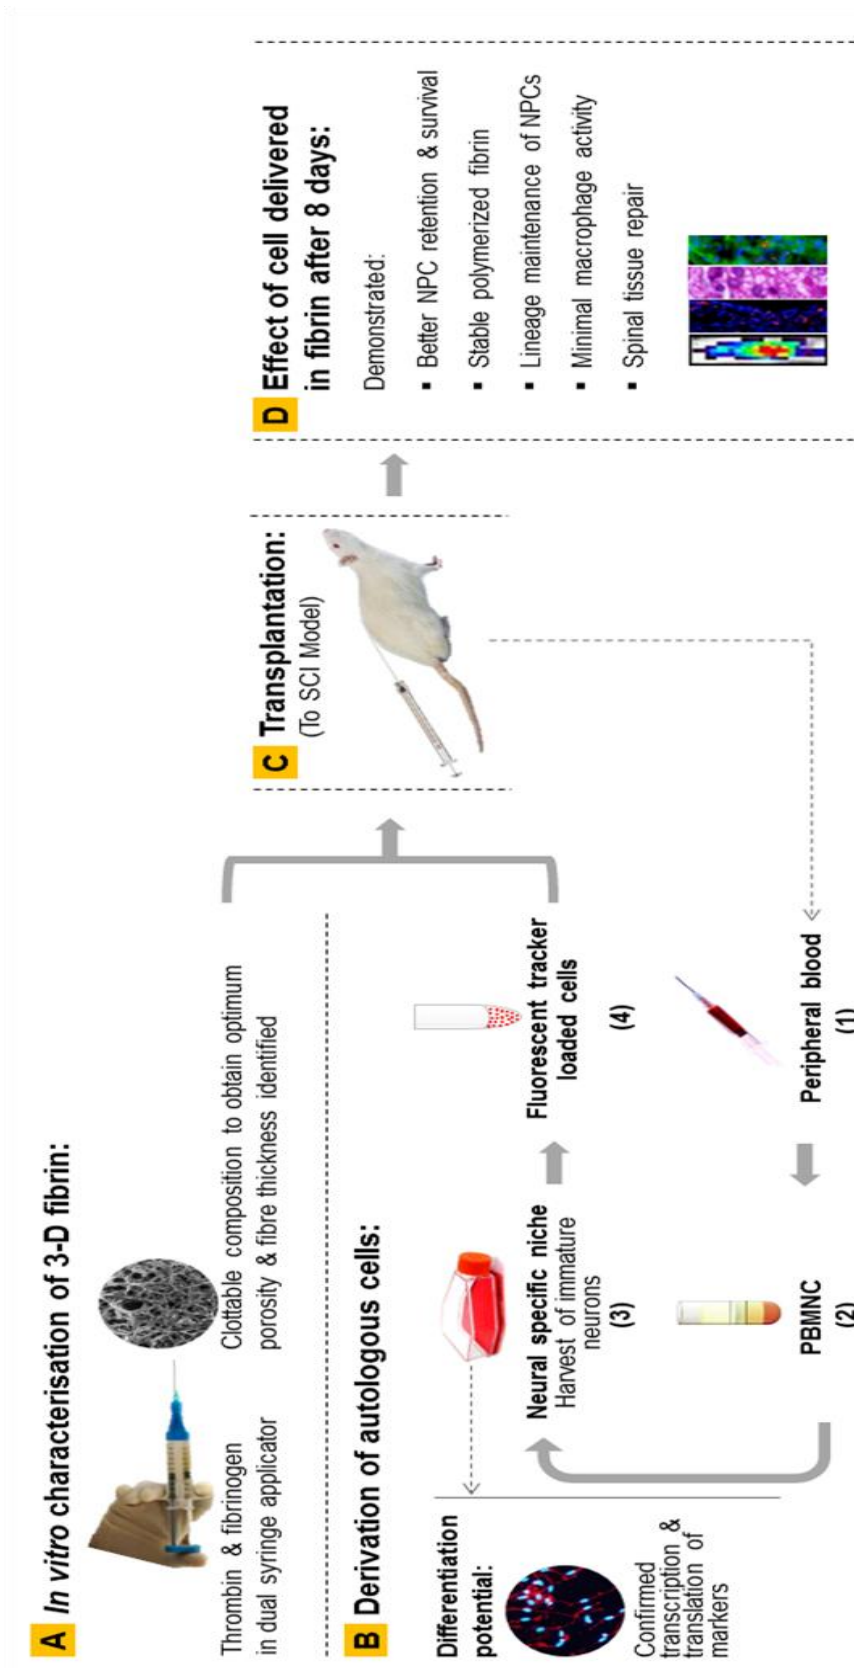 A In vitro characterisation of 3-D fibrin:
Thrombin & fibrinogen
in dual syringe applicator
Clottable composition to obtain optimum
porosity & fibre thickness identified
B Derivation of autologous cells:
Differentiation
potential:
Confirmed
transcription &
translation of
markers
Neural specific niche
Harvest of immature
neurons
(3)
Fluorescent tracker
loaded cells
(4)
PBMNC
(2)
Peripheral blood
(1)
C Transplantation:
(To SCI Model)
D Effect of cell delivered
in fibrin after 8 days:
Demonstrated:
▪ Better NPC retention & survival
▪ Stable polymerized fibrin
▪ Lineage maintenance of NPCs
▪ Minimal macrophage activity
▪ Spinal tissue repair